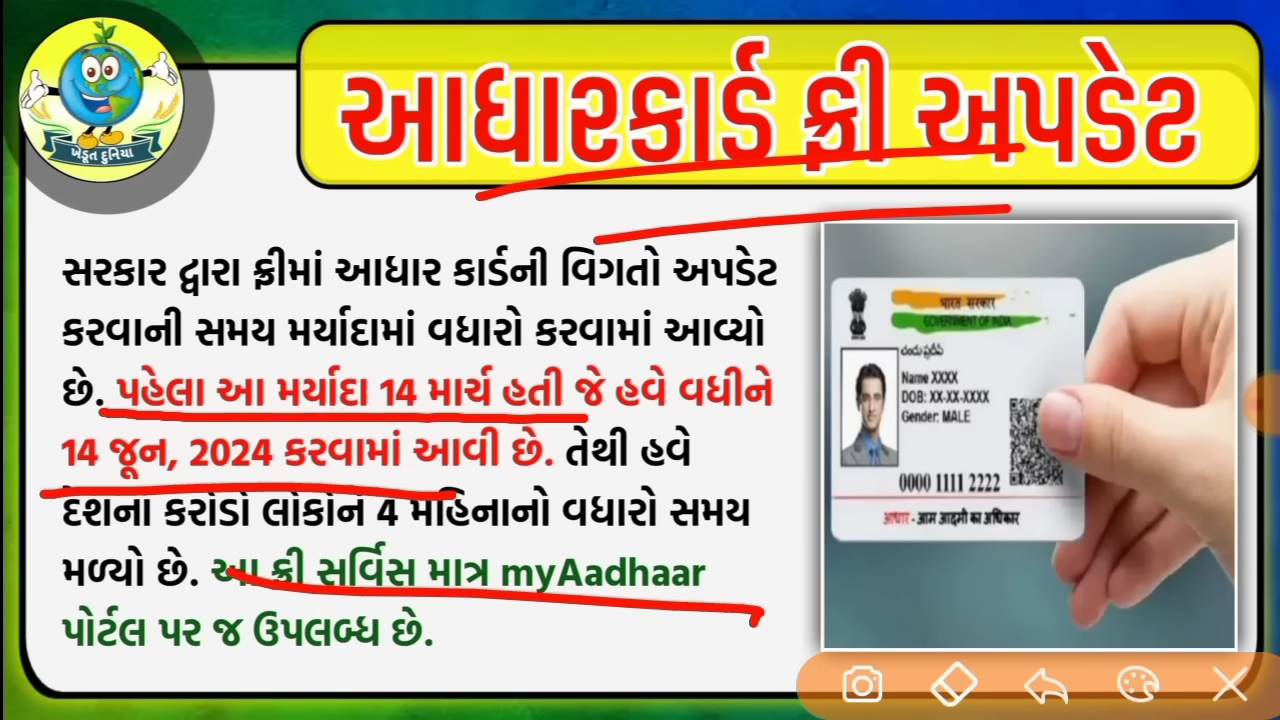 ખેડૂત દુનિયા
આધારકાર્ડ ફ્રી અપડેટ
સરકાર દ્વારા ફ્રીમાં આધાર કાર્ડની વિગતો અપડેટ
કરવાની સમય મર્યાદામાં વધારો કરવામાં આવ્યો
છે. પહેલા આ મર્યાદા 14 માર્ચ હતી જે હવે વધીને
14 જૂન, 2024 કરવામાં આવી છે. તેથી હવે
દેશના કરોડો લોકોને 4 મહિનાનો વધારો સમય
મળ્યો છે. આ ફ્રી સર્વિસ માત્ર myAadhaar
પોર્ટલ પર જ ઉપલબ્ધ છે.
भारत सरकार
GOVERNMENT OF INDIA
చందు ప్రదీప్
Name XXXX
DOB: XX-XX-XXXX
Gender: MALE
0000 1111 2222
आधार - आम आदमी का अधिकार